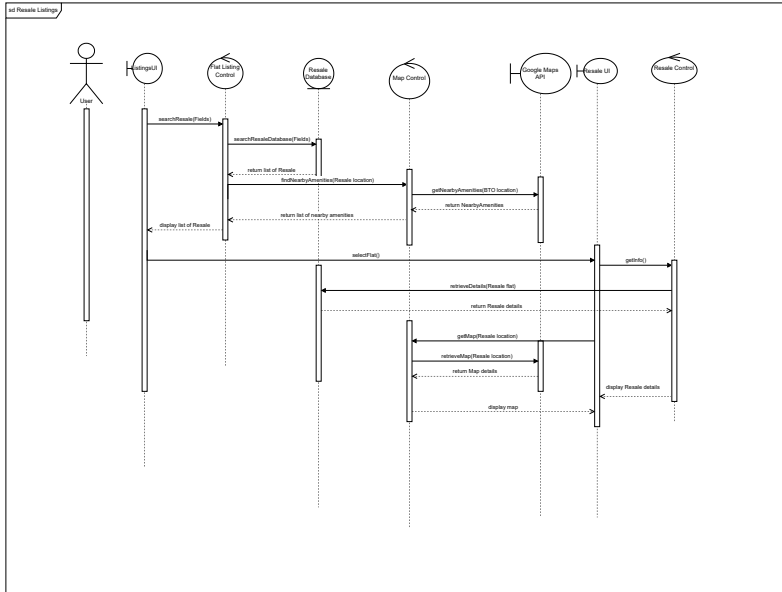 sd Resale Listings
User
ListingsUI
Flat Listing
Control
Resale
Database
Map Control
Google Maps
API
Resale UI
Resale Control
searchResale(Fields)
searchResaleDatabase(Fields)
return list of Resale
findNearbyAmenities(Resale location)
getNearbyAmenities(BTO location)
return NearbyAmenities
return list of nearby amenities
display list of Resale
selectFlat()
getInfo()
retrieveDetails(Resale flat)
return Resale details
getMap(Resale location)
retrieveMap(Resale location)
return Map details
display Resale details
display map